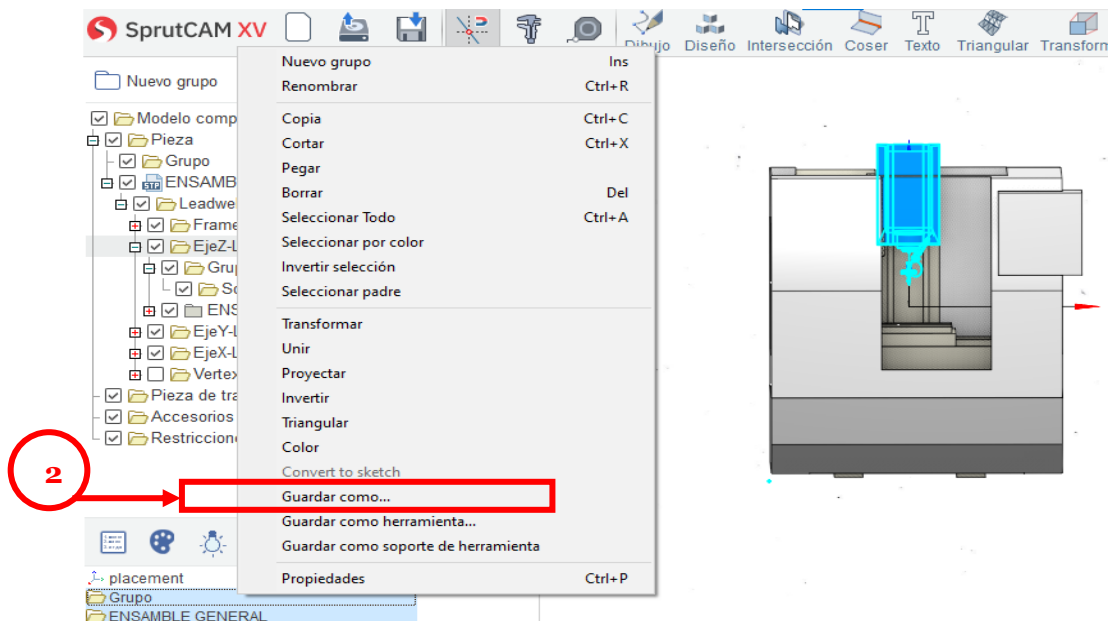 SprutCAM XV
Dibujo Diseño Intersección Coser Texto Triangular Transform
Nuevo grupo
Modelo comp
Pieza
Grupo
STP ENSAMB
Leadwe
Frame
EjeZ-L
Gru
So
ENS
EjeY-L
EjeX-L
Vertex
Pieza de tra
Accesorios
Restriccion
Nuevo grupo Ins
Renombrar Ctrl+R
Copia Ctrl+C
Cortar Ctrl+X
Pegar
Borrar Del
Seleccionar Todo Ctrl+A
Seleccionar por color
Invertir selección
Seleccionar padre
Transformar
Unir
Proyectar
Invertir
Triangular
Color
Convert to sketch
Guardar como...
Guardar como herramienta...
Guardar como soporte de herramienta
Propiedades Ctrl+P
2
placement
Grupo
ENSAMBLE GENERAL